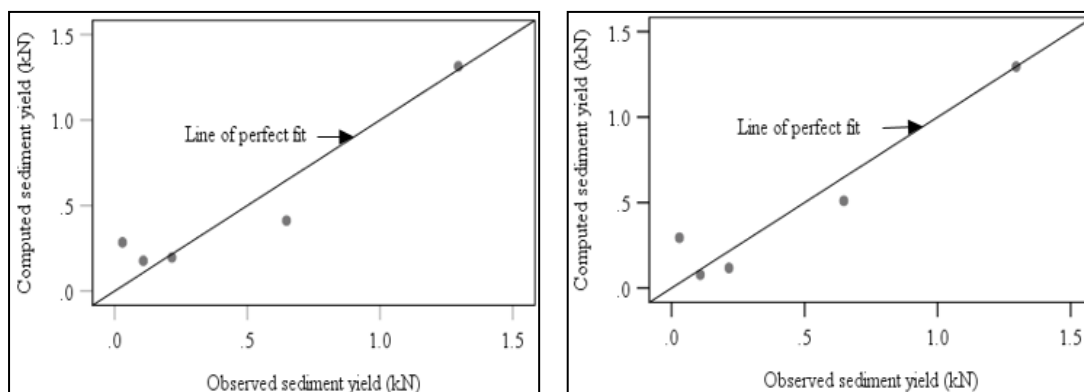 Computed sediment yield (kN)
1.5
1.0
.5
.0
Line of perfect fit
.0 .5 1.0 1.5
Observed sediment yield (kN)
Computed sediment yield (kN)
1.5
1.0
.5
.0
Line of perfect fit
.0 .5 1.0 1.5
Observed sediment yield (kN)